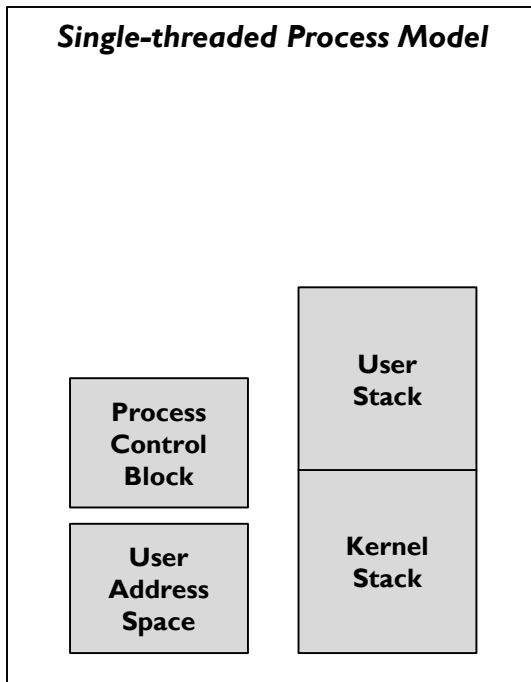 Single-threaded Process Model
Process
Control
Block
User
Address
Space
User
Stack
Kernel
Stack